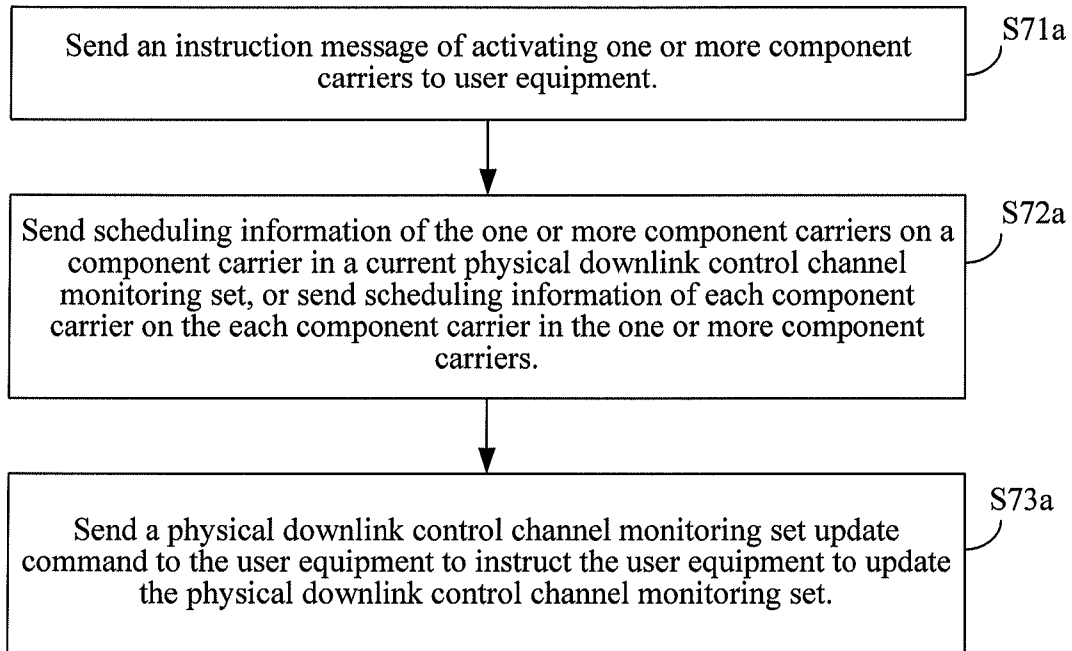 Send an instruction message of activating one or more component
carriers to user equipment.
S71a
Send scheduling information of the one or more component carriers on a
component carrier in a current physical downlink control channel
monitoring set, or send scheduling information of each component
carrier on the each component carrier in the one or more component
carriers.
S72a
Send a physical downlink control channel monitoring set update
command to the user equipment to instruct the user equipment to update
the physical downlink control channel monitoring set.
S73a